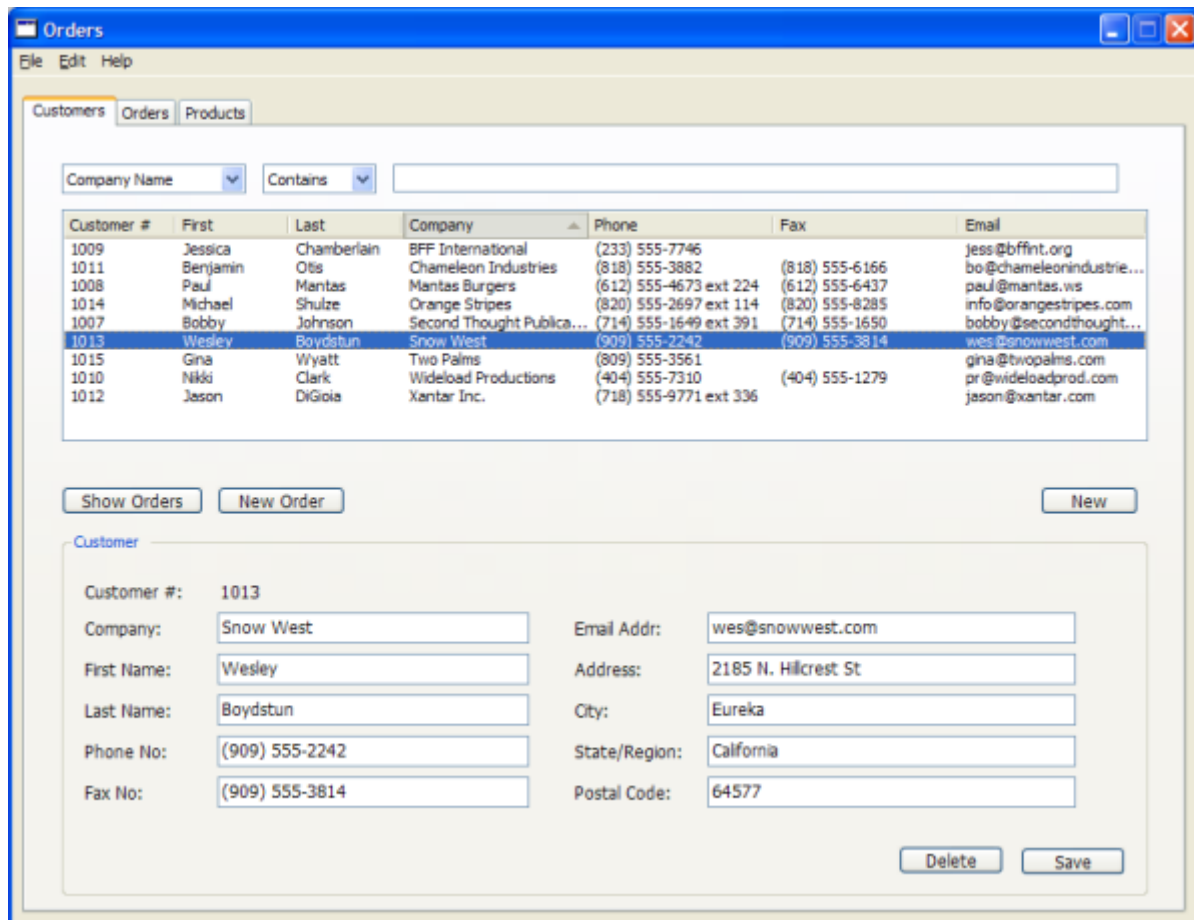 Orders
File Edit Help
Customers Orders Products
Company Name Contains
Customer # First Last Company Phone Fax Email
1009 Jessica Chamberlain BFF International (233) 555-7746 jess@bffint.org
1011 Benjamin Otis Chameleon Industries (818) 555-3882 (818) 555-6166 bo@chameleonindustrie...
1008 Paul Mantas Mantas Burgers (612) 555-4673 ext 224 (612) 555-6437 paul@mantas.ws
1014 Michael Shulze Orange Stripes (820) 555-2697 ext 114 (820) 555-8285 info@orangestripes.com
1007 Bobby Johnson Second Thought Publica... (714) 555-1649 ext 391 (714) 555-1650 bobby@secondthought...
1013 Wesley Boydstun Snow West (909) 555-2242 (909) 555-3814 wes@snowwest.com
1015 Gina Wyatt Two Palms (809) 555-3561 gina@twopalms.com
1010 Nikki Clark Wideload Productions (404) 555-7310 (404) 555-1279 pr@wideloadprod.com
1012 Jason DiGioia Xantar Inc. (718) 555-9771 ext 336 jason@xantar.com
Show Orders New Order New
Customer
Customer #: 1013
Company: Snow West Email Addr: wes@snowwest.com
First Name: Wesley Address: 2185 N. Hillcrest St
Last Name: Boydstun City: Eureka
Phone No: (909) 555-2242 State/Region: California
Fax No: (909) 555-3814 Postal Code: 64577
Delete Save